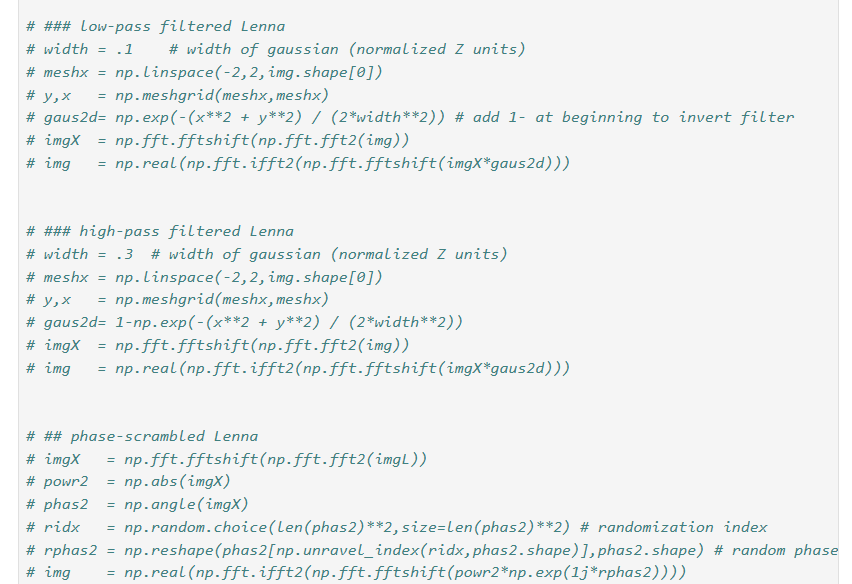 # ### low-pass filtered Lenna
# width = .1    # width of gaussian (normalized Z units)
# meshx = np.linspace(-2,2,img.shape[0])
# y,x   = np.meshgrid(meshx,meshx)
# gaus2d= np.exp(-(x**2 + y**2) / (2*width**2)) # add 1- at beginning to invert filter
# imgX  = np.fft.fftshift(np.fft.fft2(img))
# img   = np.real(np.fft.ifft2(np.fft.fftshift(imgX*gaus2d)))
# ### high-pass filtered Lenna
# width = .3  # width of gaussian (normalized Z units)
# meshx = np.linspace(-2,2,img.shape[0])
# y,x   = np.meshgrid(meshx,meshx)
# gaus2d= 1-np.exp(-(x**2 + y**2) / (2*width**2))
# imgX  = np.fft.fftshift(np.fft.fft2(img))
# img   = np.real(np.fft.ifft2(np.fft.fftshift(imgX*gaus2d)))
# ## phase-scrambled Lenna
# imgX   = np.fft.fftshift(np.fft.fft2(imgL))
# powr2  = np.abs(imgX)
# phas2  = np.angle(imgX)
# ridx   = np.random.choice(len(phas2)**2,size=len(phas2)**2) # randomization index
# rphas2 = np.reshape(phas2[np.unravel_index(ridx,phas2.shape)],phas2.shape) # random phase
# img    = np.real(np.fft.ifft2(np.fft.fftshift(powr2*np.exp(1j*rphas2))))